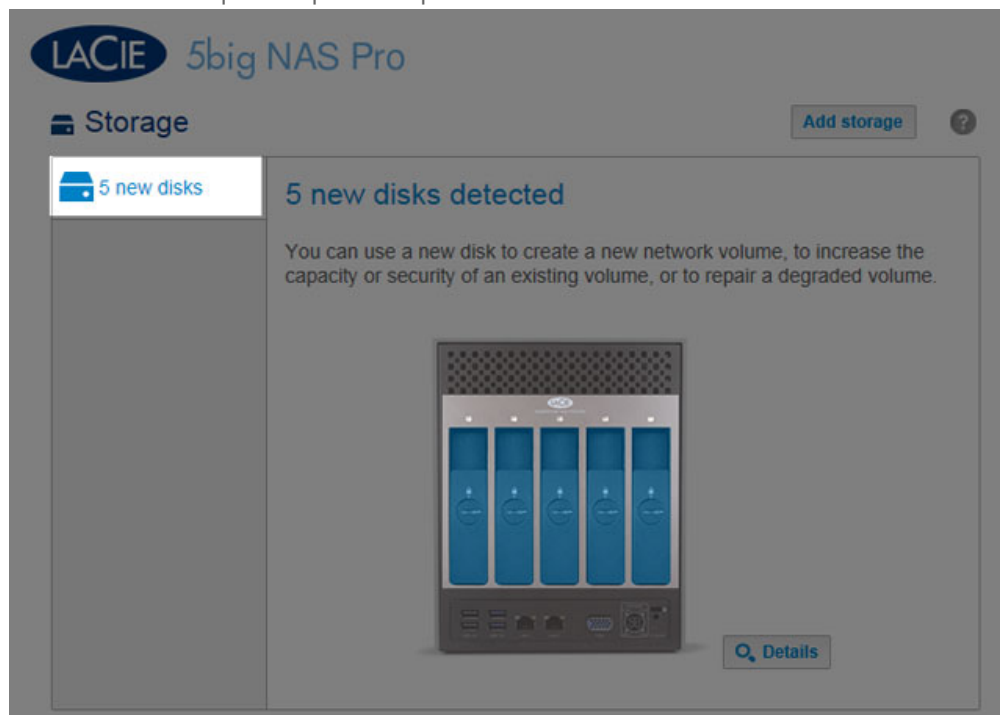 LACIE 5big NAS Pro
Storage
Add storage
?
5 new disks
5 new disks detected
You can use a new disk to create a new network volume, to increase the
capacity or security of an existing volume, or to repair a degraded volume.
LACIE
Details